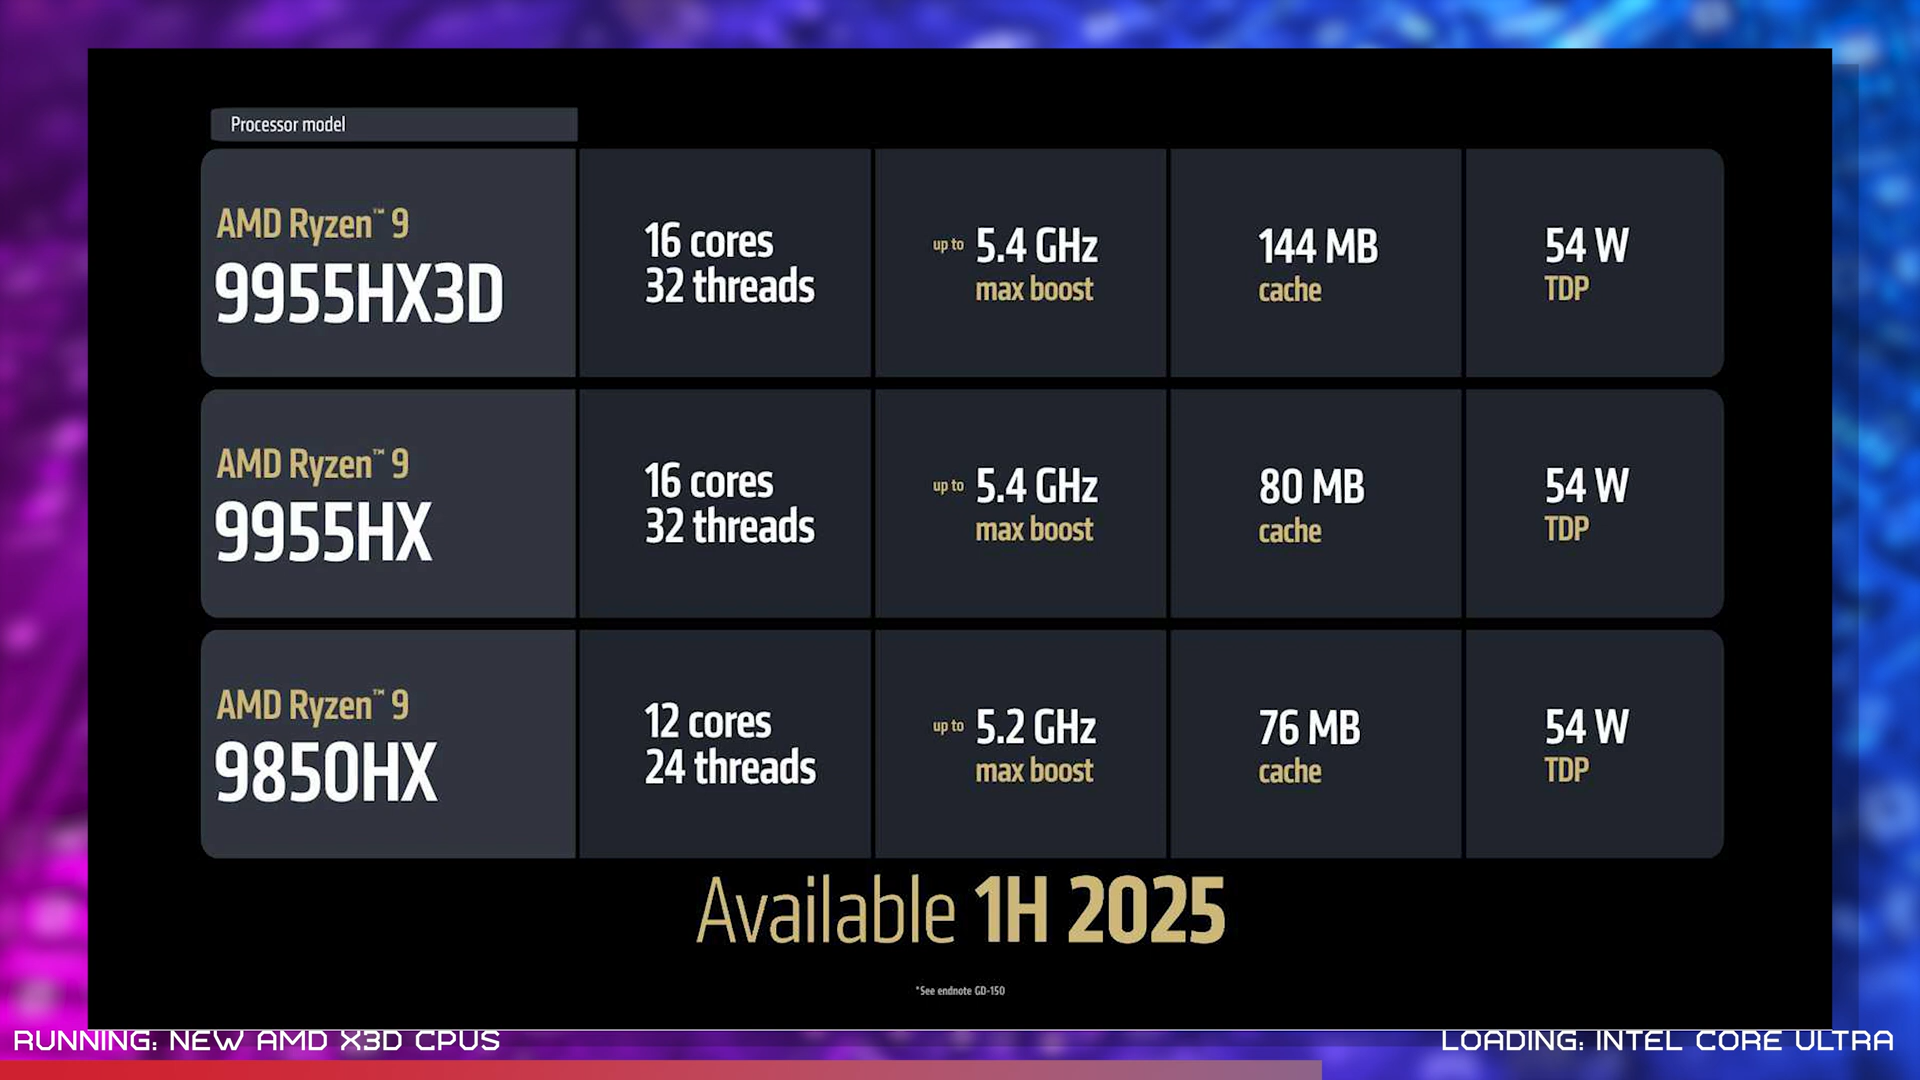 Processor model
AMD Ryzen™ 9
9955HX3D
16 cores
32 threads
up to 5.4 GHz
max boost
144 MB
cache
54 W
TDP
AMD Ryzen™ 9
9955HX
16 cores
32 threads
up to 5.4 GHz
max boost
80 MB
cache
54 W
TDP
AMD Ryzen™ 9
9850HX
12 cores
24 threads
up to 5.2 GHz
max boost
76 MB
cache
54 W
TDP
Available 1H 2025
*See endnote GD-150
RUNNING: NEW AMD X3D CPUS
LOADING: INTEL CORE ULTRA